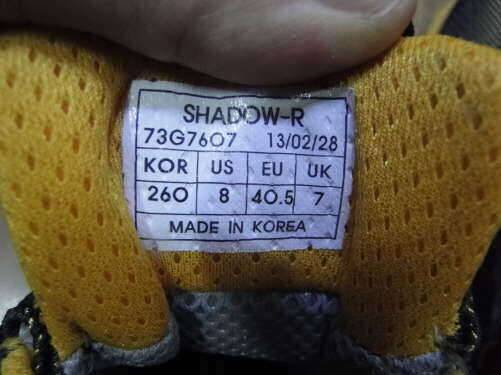 SHADOW-R
73G7607 13/02/28
KOR US EU UK
260 8 40.5 7
MADE IN KOREA